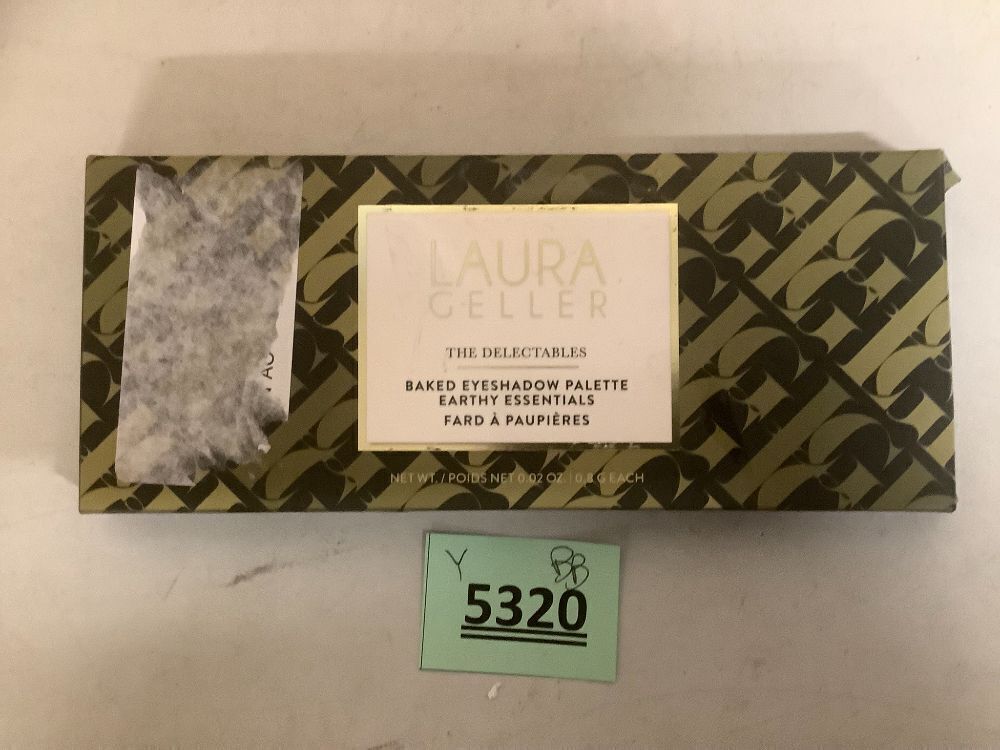 LAURA
GELLER
THE DELECTABLES
BAKED EYESHADOW PALETTE
EARTHY ESSENTIALS
FARD À PAUPIÈRES
NET WT. / POIDS NET 0.02 OZ. | 0.8 G EACH
Y BB
5320